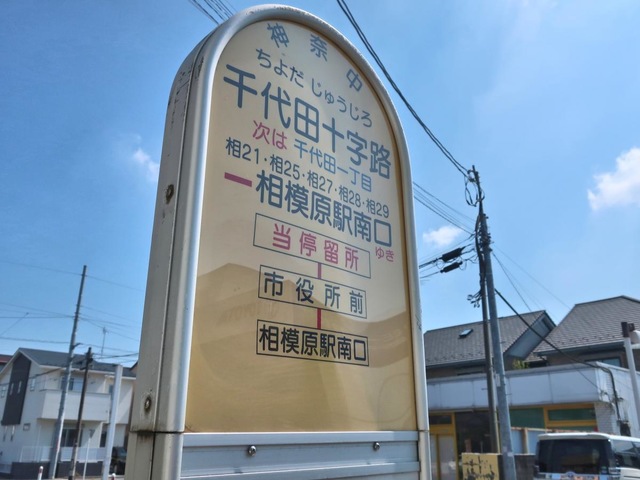 神奈中
ちよだ じゅうじろ
千代田十字路
次は 千代田一丁目
相21・相25・相27・相28・相29
相模原駅南口
ゆき
当停留所
市役所前
相模原駅南口